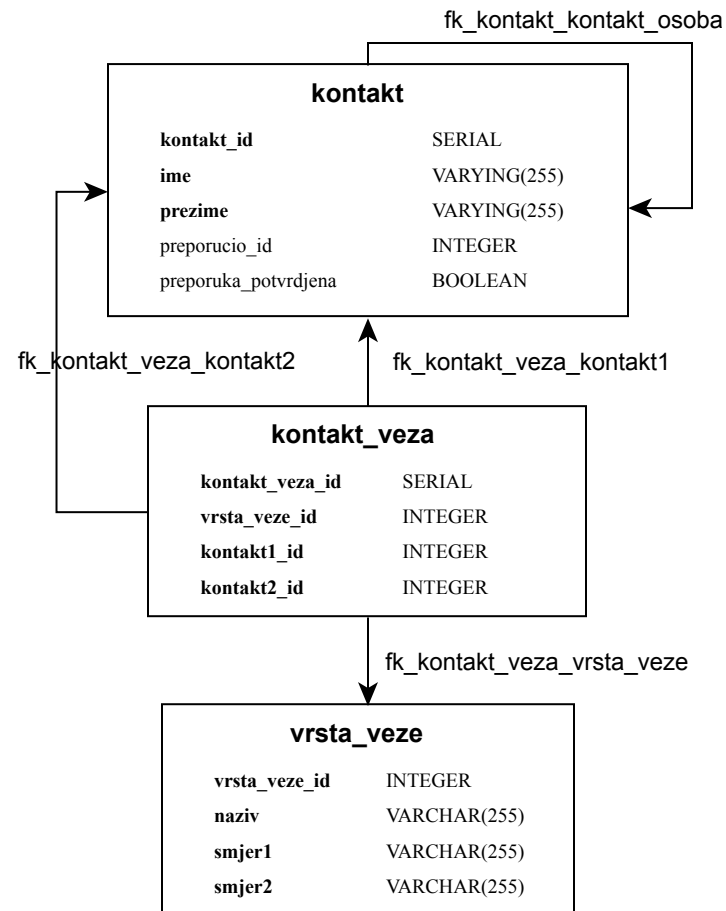 fk_kontakt_kontakt_osoba
kontakt
kontakt_id SERIAL
ime VARYING(255)
prezime VARYING(255)
preporucio_id INTEGER
preporuka_potvrdjena BOOLEAN
fk_kontakt_veza_kontakt2 fk_kontakt_veza_kontakt1
kontakt_veza
kontakt_veza_id SERIAL
vrsta_veze_id INTEGER
kontakt1_id INTEGER
kontakt2_id INTEGER
fk_kontakt_veza_vrsta_veze
vrsta_veze
vrsta_veze_id INTEGER
naziv VARCHAR(255)
smjer1 VARCHAR(255)
smjer2 VARCHAR(255)